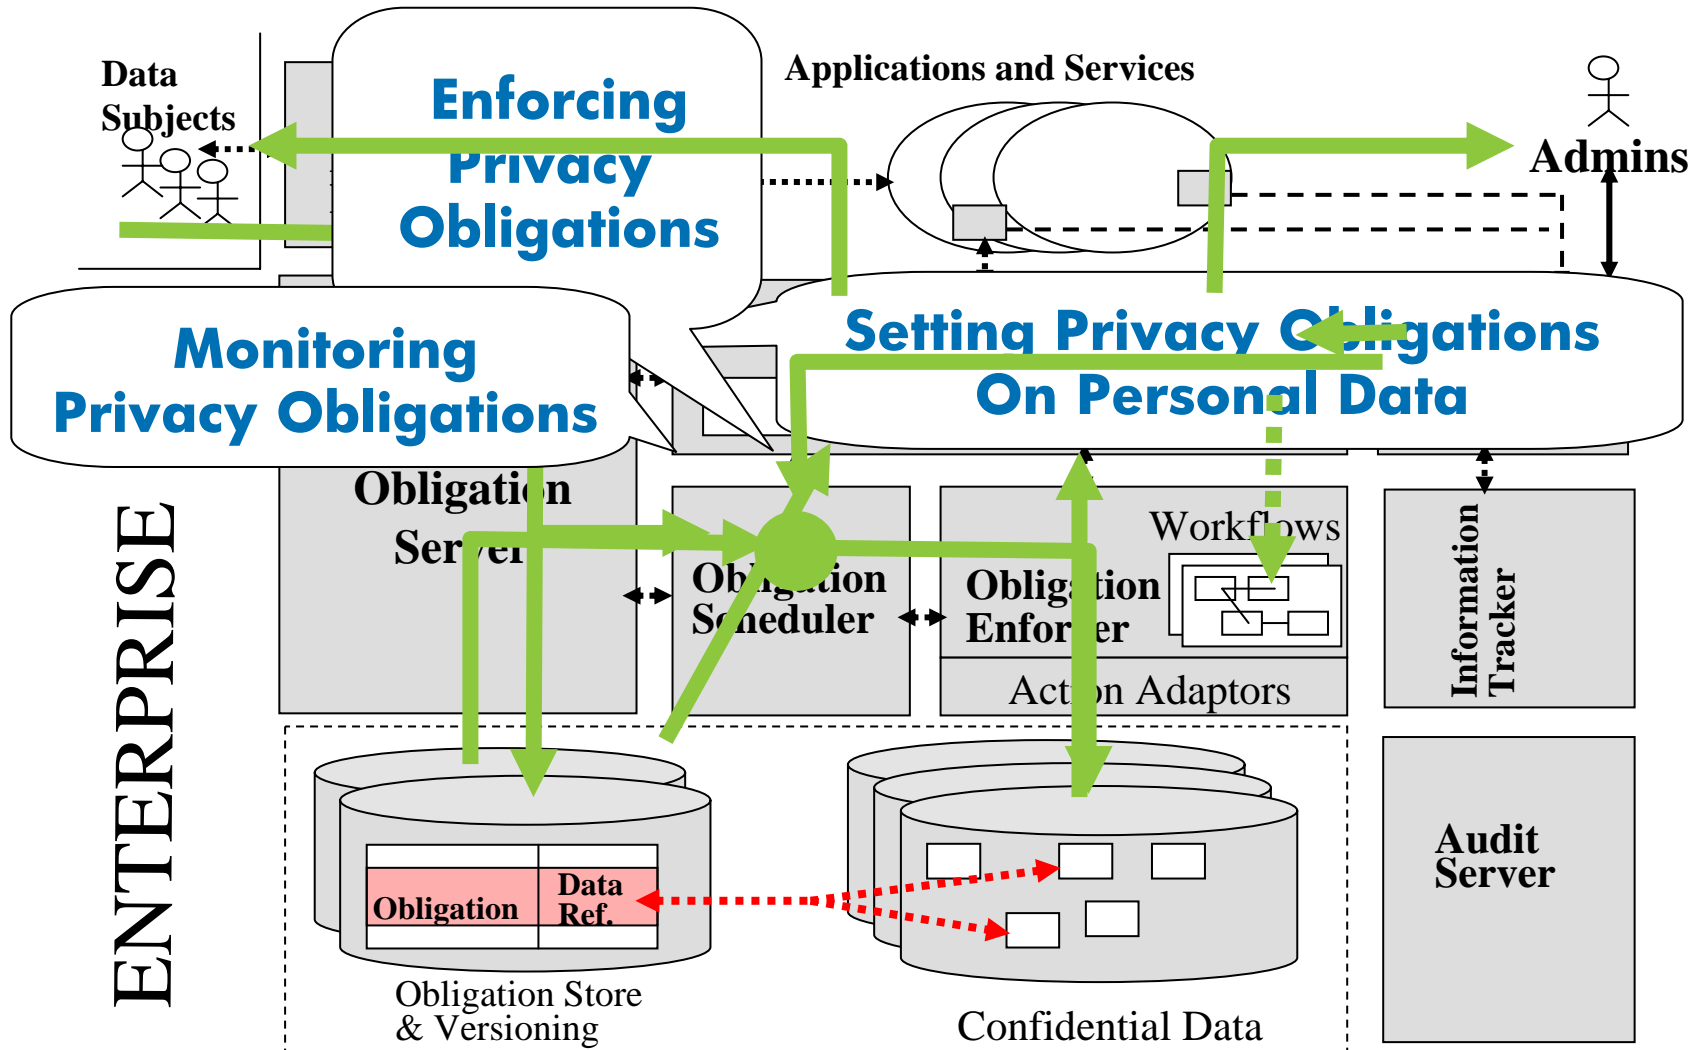 Data
Subjects
Enforcing
Privacy
Obligations
Applications and Services
Admins
Monitoring
Privacy Obligations
Setting Privacy Obligations
On Personal Data
ENTERPRISE
Obligation
Server
Obligation
Scheduler
Workflows
Obligation
Enforcer
Action Adaptors
Information
Tracker
Audit
Server
Obligation
Data
Ref.
Obligation Store
& Versioning
Confidential Data